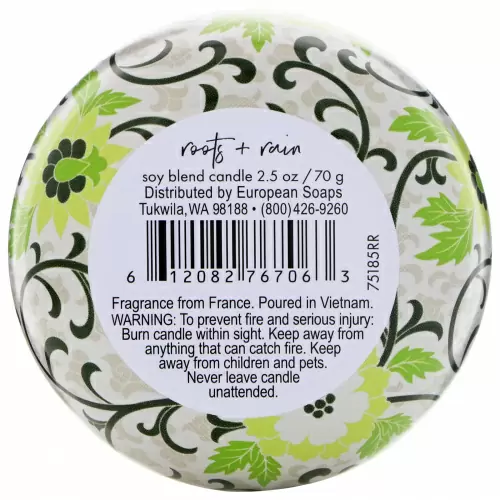 roots + rain
soy blend candle 2.5 oz / 70 g
Distributed by European Soaps
Tukwila, WA 98188 • (800)426-9260
6 12082 76706 3
75185RR
Fragrance from France. Poured in Vietnam.
WARNING: To prevent fire and serious injury:
Burn candle within sight. Keep away from
anything that can catch fire. Keep
away from children and pets.
Never leave candle
unattended.